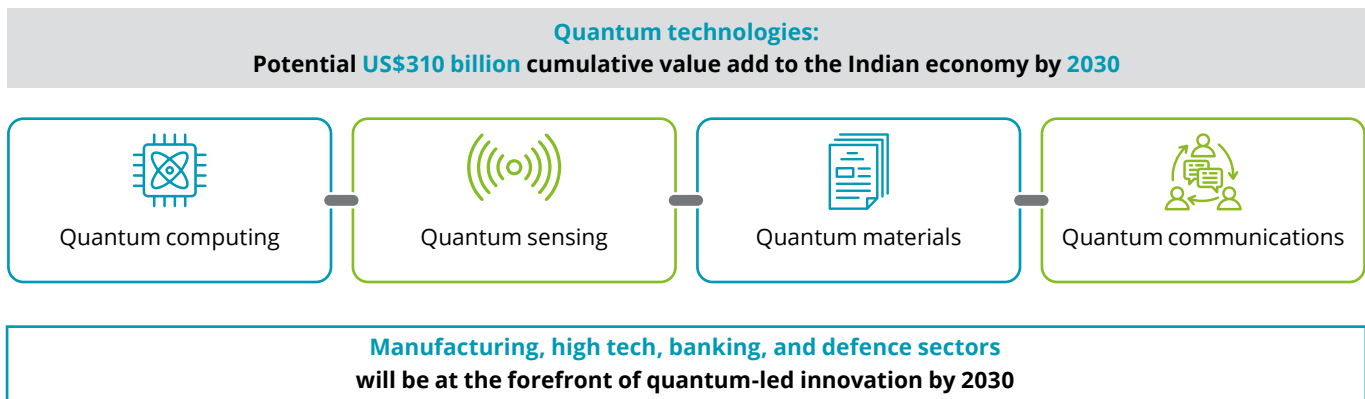 Quantum technologies:
Potential US$310 billion cumulative value add to the Indian economy by 2030
Quantum computing
Quantum sensing
Quantum materials
Quantum communications
Manufacturing, high tech, banking, and defence sectors
will be at the forefront of quantum-led innovation by 2030